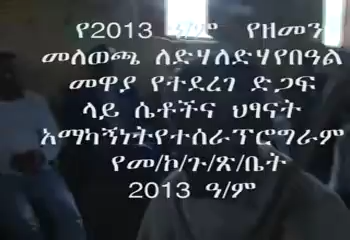 የ2013 ዓ/ም የዘመን
መለወጫ ለድሃለድሃየበዓል
መዋያ የተደረገ ድጋፍ
ላይ ሴቶችና ህፃናት
አማካኝነትየተሰራፕሮግራም
የመ/ኮ/ጉ/ጽ/ቤት
2013 ዓ/ም